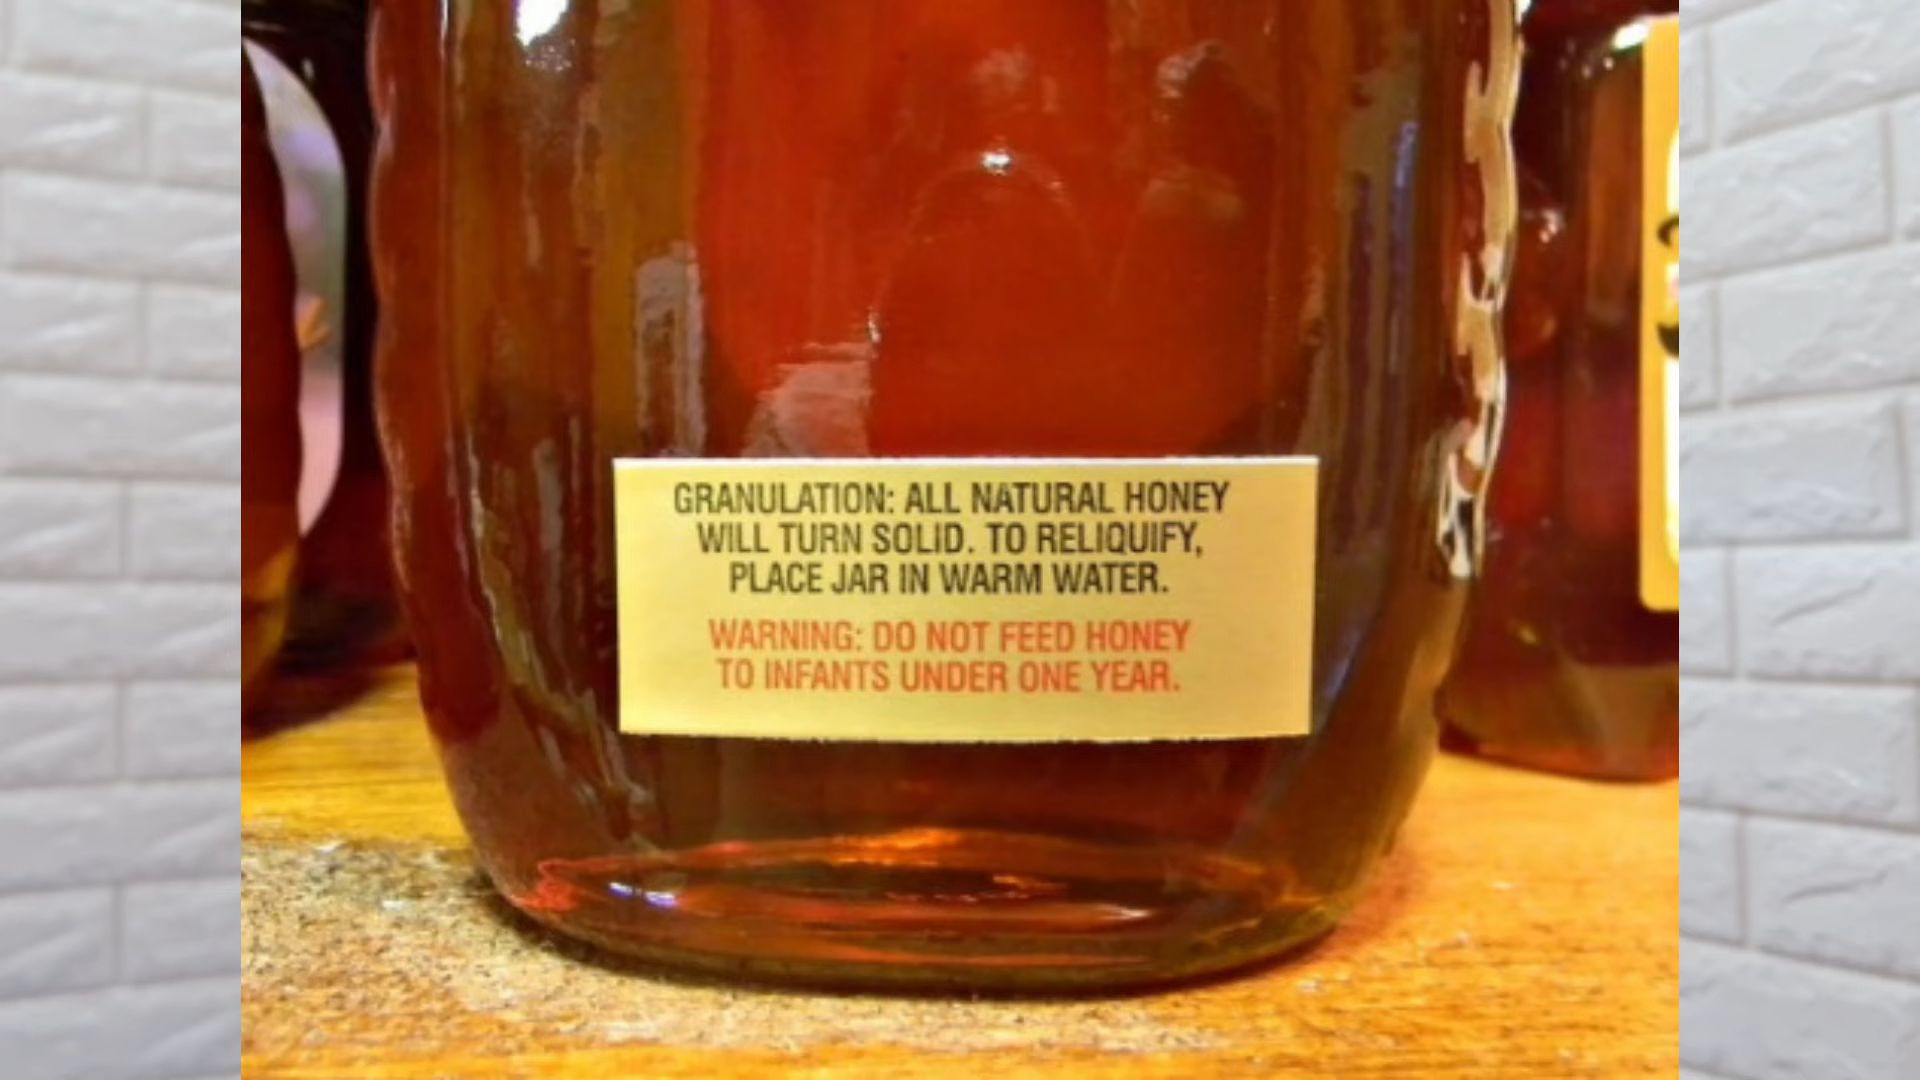 GRANULATION: ALL NATURAL HONEY
WILL TURN SOLID. TO RELIQUIFY,
PLACE JAR IN WARM WATER.
WARNING: DO NOT FEED HONEY
TO INFANTS UNDER ONE YEAR.